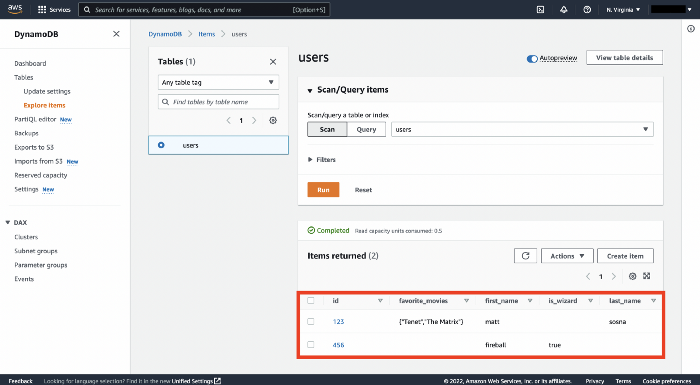 aws Services Search for services, features, blogs, docs, and more [Option+S] N. Virginia
DynamoDB
Dashboard
Tables
Update settings
Explore items
PartiQL editor New
Backups
Exports to S3
Imports from S3 New
Reserved capacity
Settings New
DAX
Clusters
Subnet groups
Parameter groups
Events
DynamoDB > Items > users
Tables (1)
Any table tag
Find tables by table name
1
users
users
Autopreview View table details
Scan/Query items
Scan/query a table or index
Scan Query users
Filters
Run Reset
Completed Read capacity units consumed: 0.5
Items returned (2) Actions Create item
1
id favorite_movies first_name is_wizard last_name
123 {"Tenet","The Matrix"} matt sosna
456 fireball true
Feedback Looking for language selection? Find it in the new Unified Settings © 2022, Amazon Web Services, Inc. or its affiliates. Privacy Terms Cookie preferences